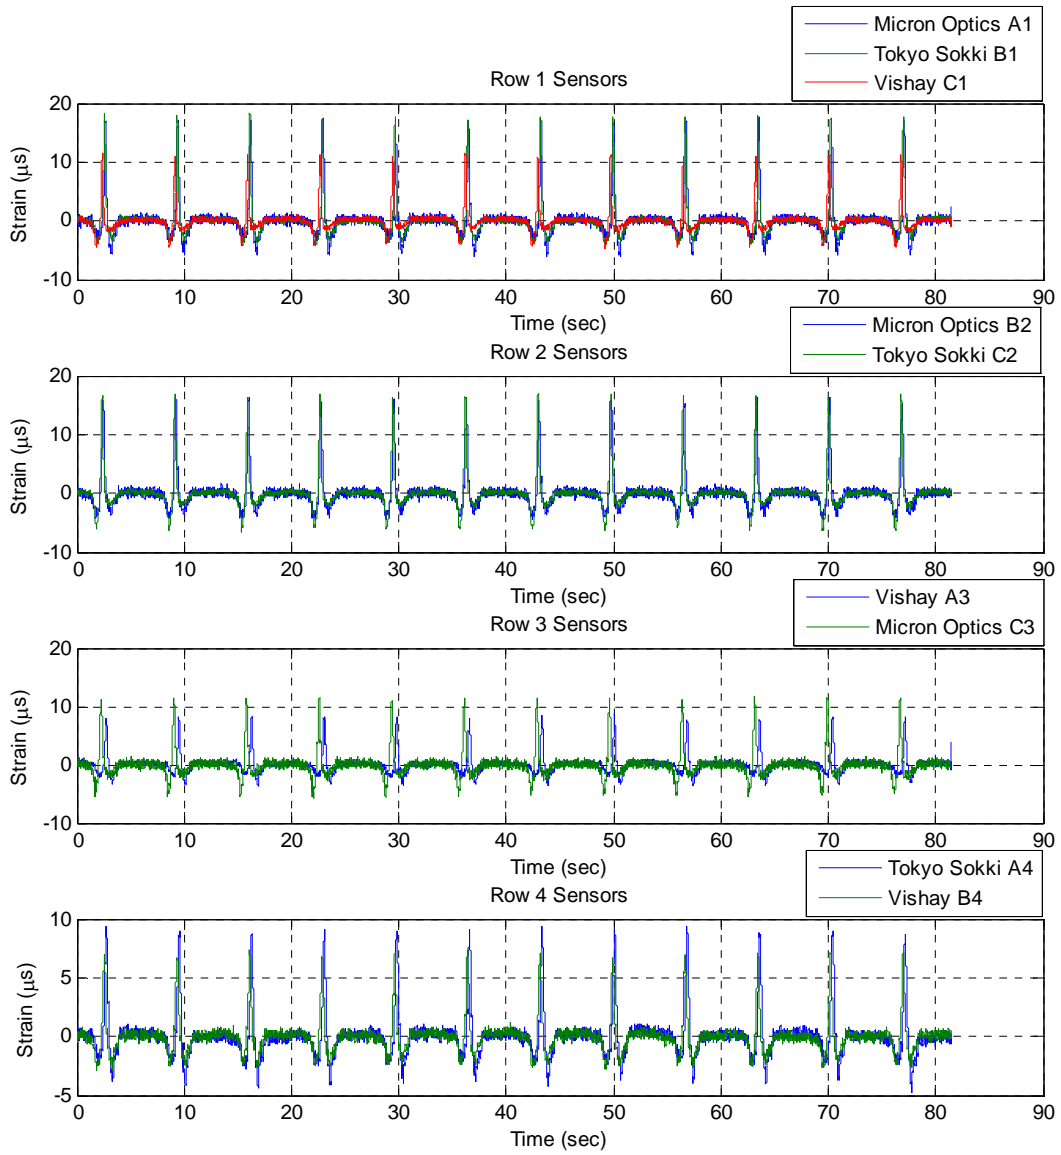 Micron Optics A1
Tokyo Sokki B1
Vishay C1
Row 1 Sensors
20
10
0
-10
Strain (μs)
0 10 20 30 40 50 60 70 80 90
Time (sec)
Micron Optics B2
Tokyo Sokki C2
Row 2 Sensors
20
10
0
-10
Strain (μs)
0 10 20 30 40 50 60 70 80 90
Time (sec)
Vishay A3
Micron Optics C3
Row 3 Sensors
20
10
0
-10
Strain (μs)
0 10 20 30 40 50 60 70 80 90
Time (sec)
Tokyo Sokki A4
Vishay B4
Row 4 Sensors
10
5
0
-5
Strain (μs)
0 10 20 30 40 50 60 70 80 90
Time (sec)